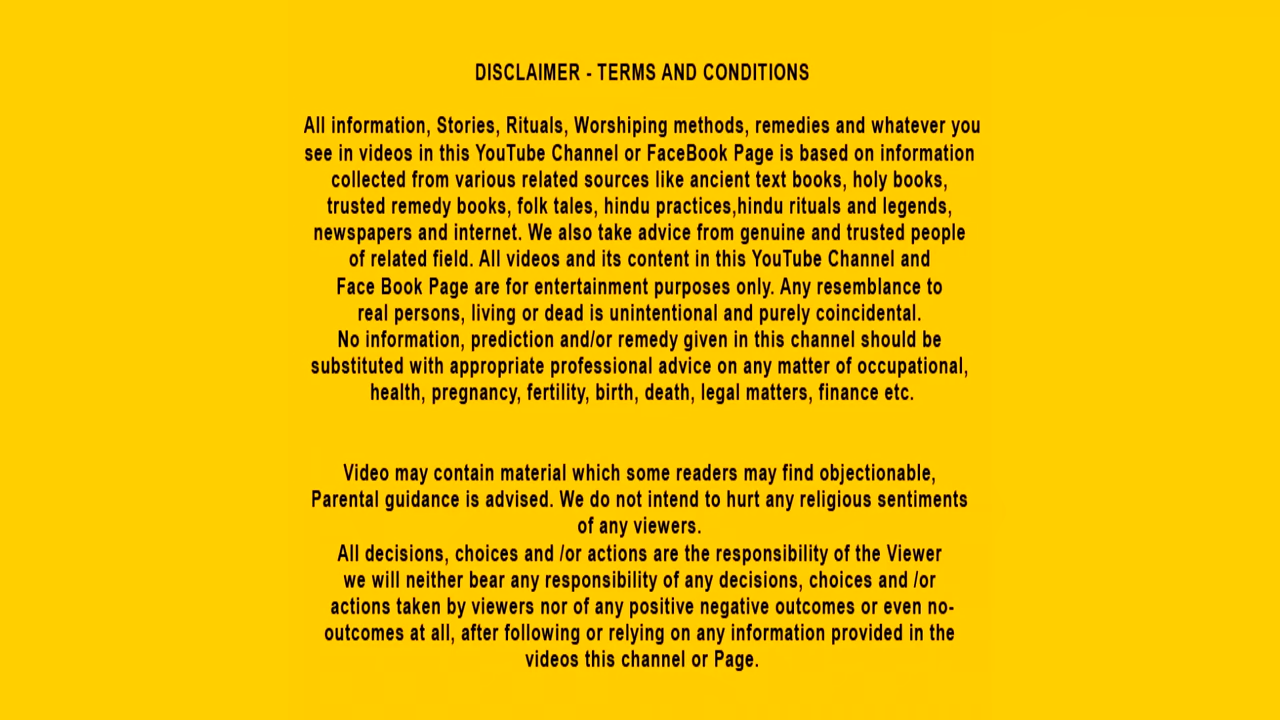 DISCLAIMER - TERMS AND CONDITIONS
All information, Stories, Rituals, Worshiping methods, remedies and whatever you
see in videos in this YouTube Channel or FaceBook Page is based on information
collected from various related sources like ancient text books, holy books,
trusted remedy books, folk tales, hindu practices,hindu rituals and legends,
newspapers and internet. We also take advice from genuine and trusted people
of related field. All videos and its content in this YouTube Channel and
Face Book Page are for entertainment purposes only. Any resemblance to
real persons, living or dead is unintentional and purely coincidental.
No information, prediction and/or remedy given in this channel should be
substituted with appropriate professional advice on any matter of occupational,
health, pregnancy, fertility, birth, death, legal matters, finance etc.
Video may contain material which some readers may find objectionable,
Parental guidance is advised. We do not intend to hurt any religious sentiments
of any viewers.
All decisions, choices and /or actions are the responsibility of the Viewer
we will neither bear any responsibility of any decisions, choices and /or
actions taken by viewers nor of any positive negative outcomes or even no-
outcomes at all, after following or relying on any information provided in the
videos this channel or Page.